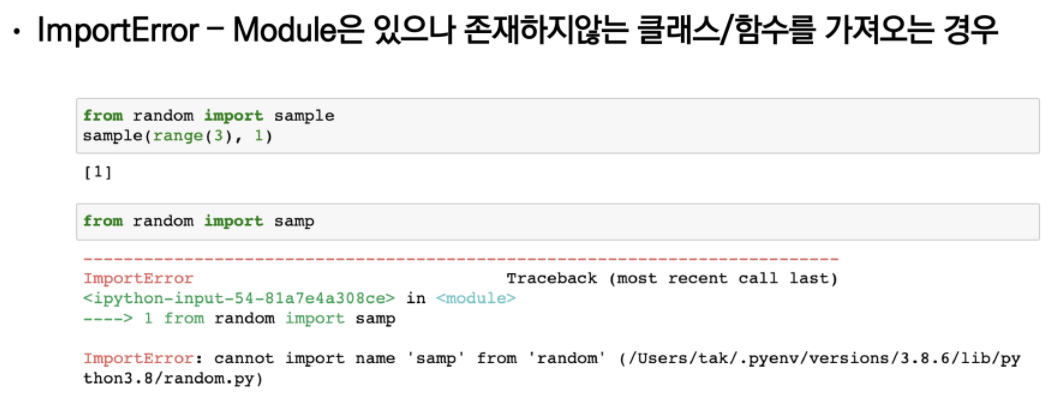 • ImportError – Module은 있으나 존재하지않는 클래스/함수를 가져오는 경우
from random import sample
sample(range(3), 1)
[1]
from random import samp
---------------------------------------------------------------------------
ImportError                               Traceback (most recent call last)
<ipython-input-54-81a7e4a308ce> in <module>
----> 1 from random import samp
ImportError: cannot import name 'samp' from 'random' (/Users/tak/.pyenv/versions/3.8.6/lib/py
thon3.8/random.py)